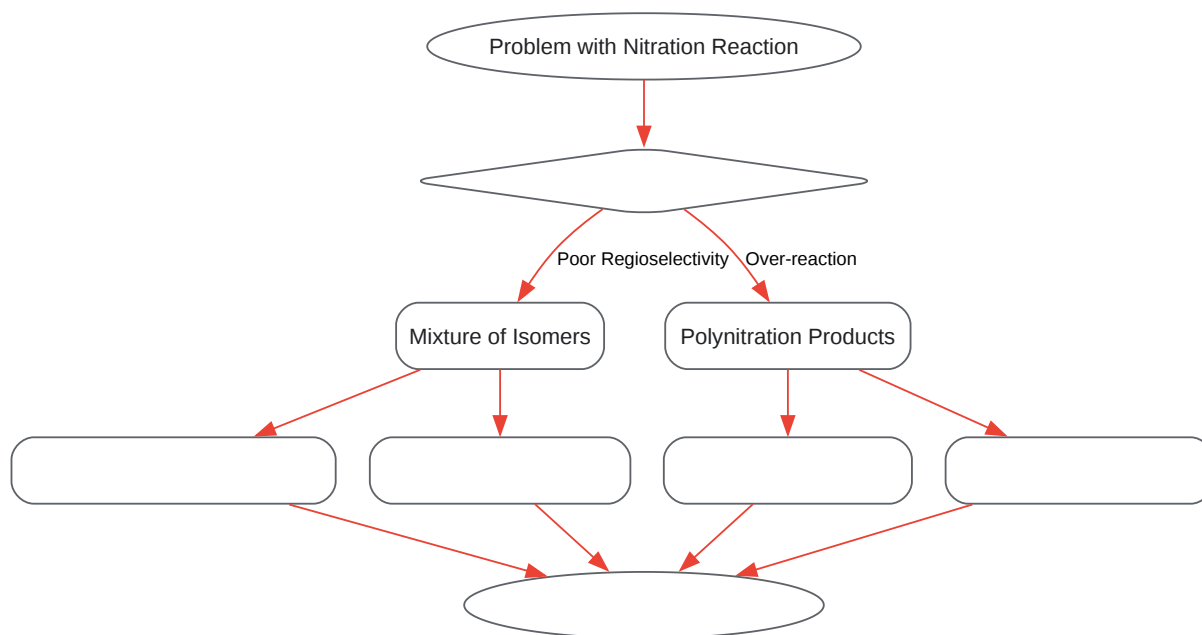 Problem with Nitration Reaction
Poor Regioselectivity
Over-reaction
Mixture of Isomers
Polynitration Products